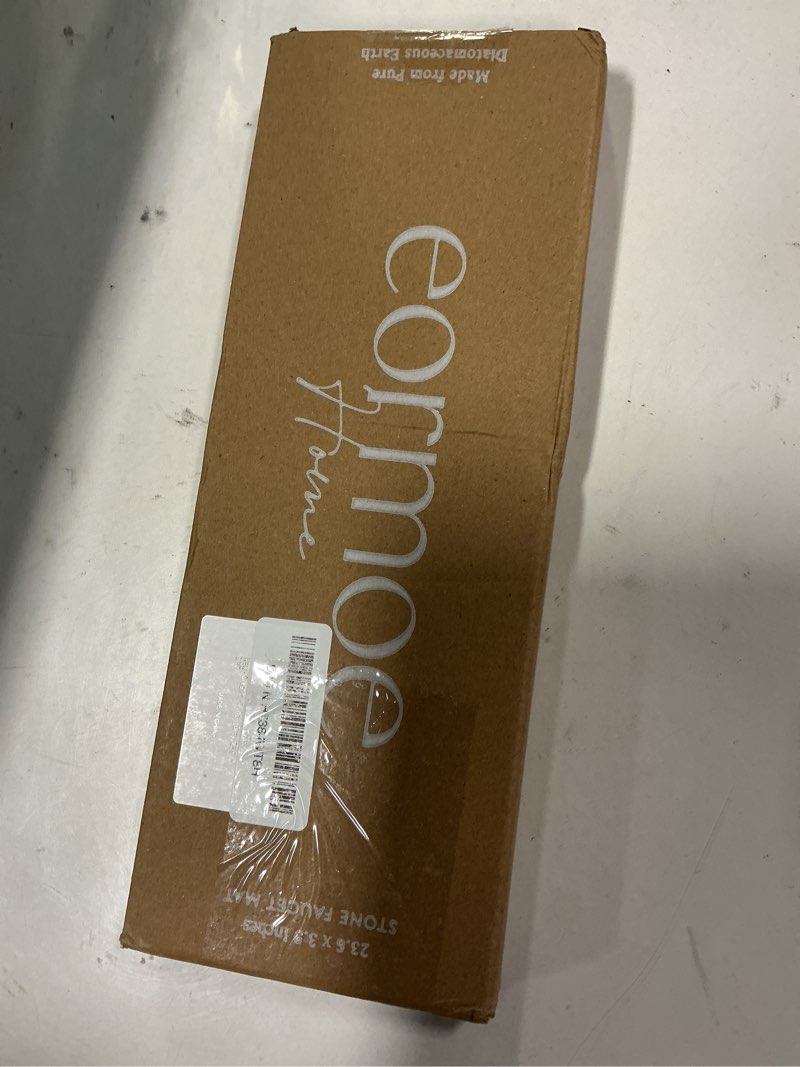 Made from Pure
Diatomaceous Earth
eormoe
Home
23.6 x 3.9 Inches
STONE FAUCET MAT